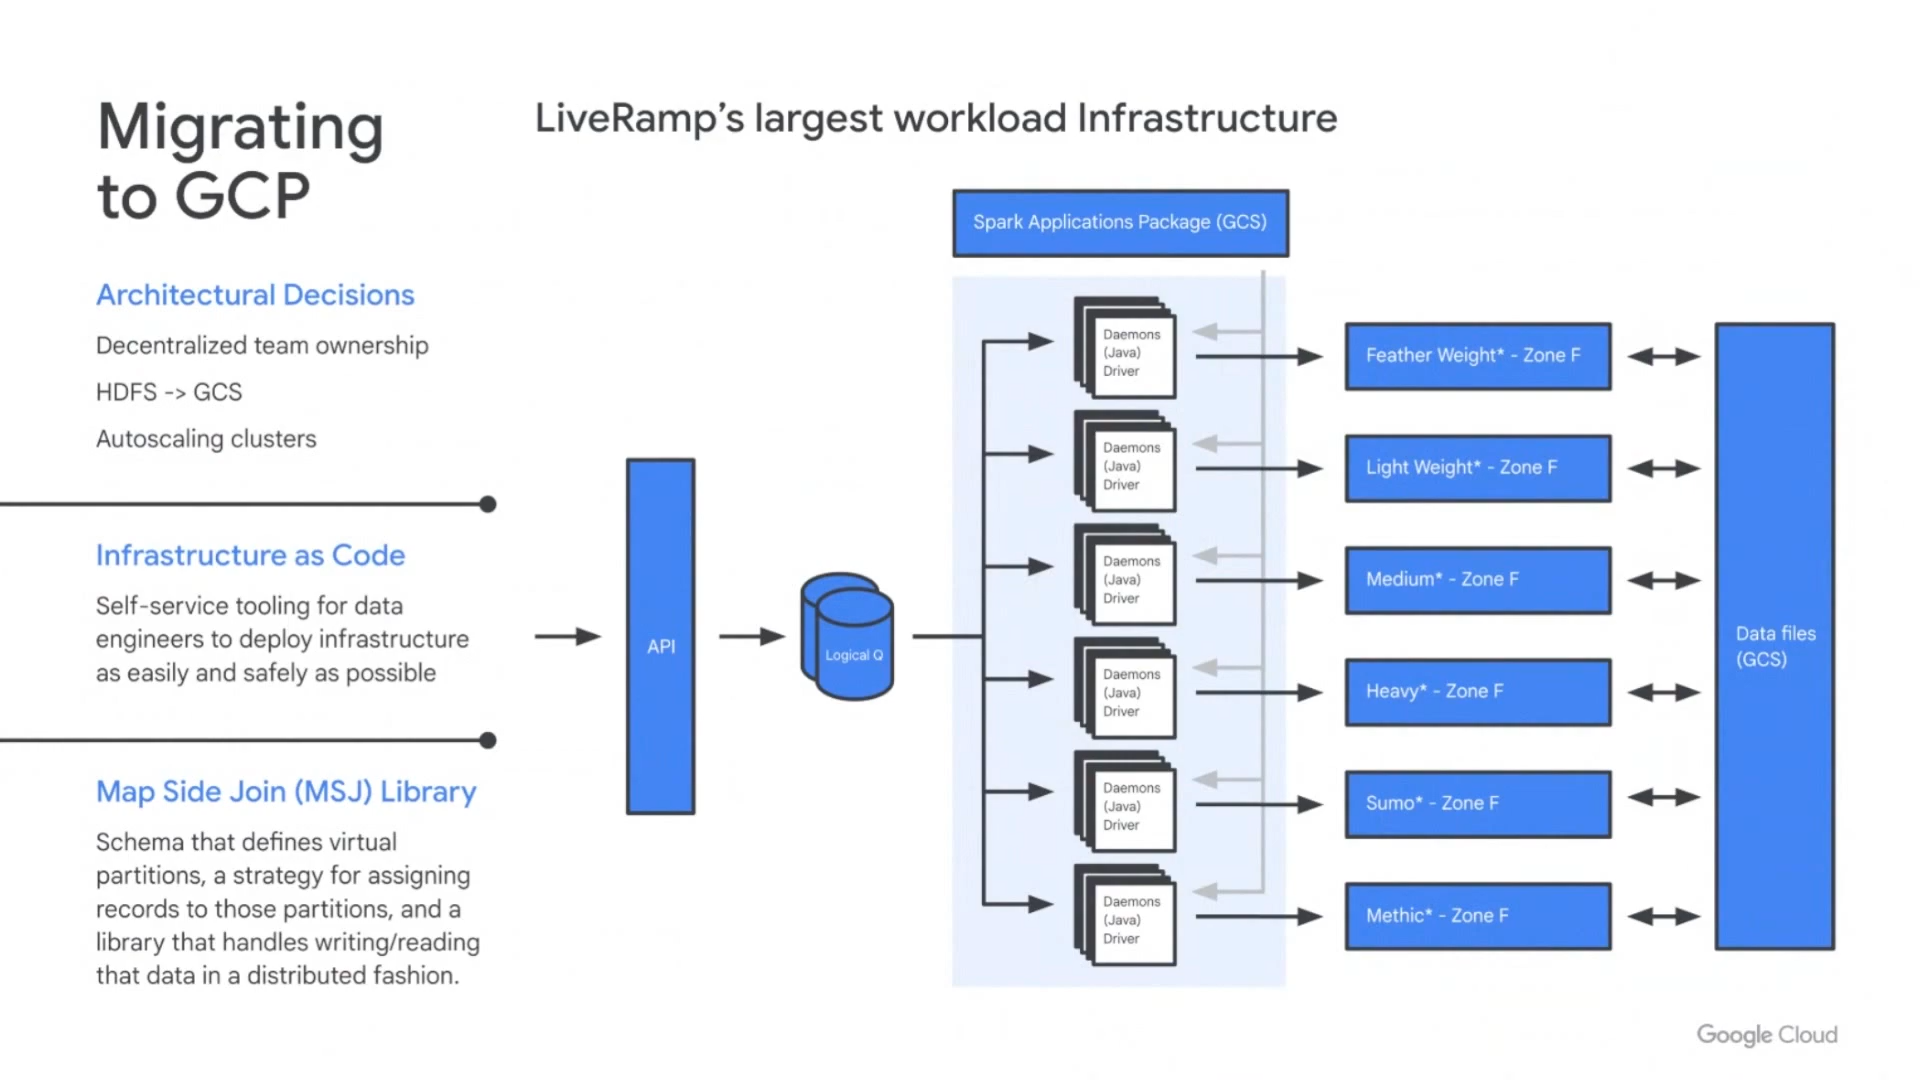 Migrating
to GCP
LiveRamp's largest workload Infrastructure
Architectural Decisions
Decentralized team ownership
HDFS -> GCS
Autoscaling clusters
Infrastructure as Code
Self-service tooling for data
engineers to deploy infrastructure
as easily and safely as possible
Map Side Join (MSJ) Library
Schema that defines virtual
partitions, a strategy for assigning
records to those partitions, and a
library that handles writing/reading
that data in a distributed fashion.
API
Logical Q
Spark Applications Package (GCS)
Daemons
(Java)
Driver
Daemons
(Java)
Driver
Daemons
(Java)
Driver
Daemons
(Java)
Driver
Daemons
(Java)
Driver
Daemons
(Java)
Driver
Feather Weight* - Zone F
Light Weight* - Zone F
Medium* - Zone F
Heavy* - Zone F
Sumo* - Zone F
Methic* - Zone F
Data files
(GCS)
Google Cloud